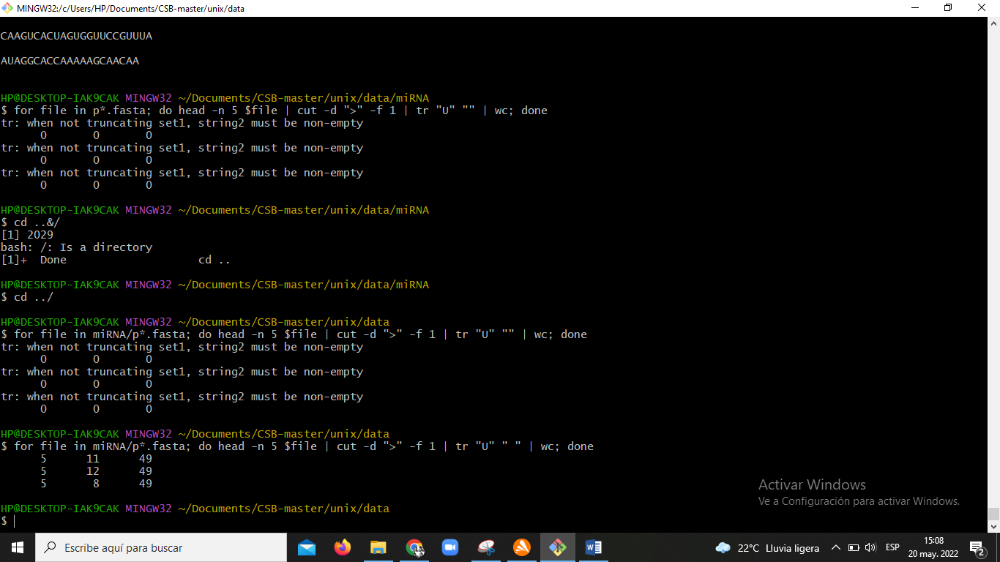 MINGW32:/c/Users/HP/Documents/CSB-master/unix/data
CAAGUCACUAGUGGUUCCGUUUA
AUAGGCACCAAAAAGCAACAA
HP@DESKTOP-IAK9CAK MINGW32 ~/Documents/CSB-master/unix/data/miRNA
$ for file in p*.fasta; do head -n 5 $file | cut -d ">" -f 1 | tr "U" "" | wc; done
tr: when not truncating set1, string2 must be non-empty
0 0 0
tr: when not truncating set1, string2 must be non-empty
0 0 0
tr: when not truncating set1, string2 must be non-empty
0 0 0
HP@DESKTOP-IAK9CAK MINGW32 ~/Documents/CSB-master/unix/data/miRNA
$ cd ..&/
[1] 2029
bash: /: Is a directory
[1]+ Done cd ..
HP@DESKTOP-IAK9CAK MINGW32 ~/Documents/CSB-master/unix/data/miRNA
$ cd ../
HP@DESKTOP-IAK9CAK MINGW32 ~/Documents/CSB-master/unix/data
$ for file in miRNA/p*.fasta; do head -n 5 $file | cut -d ">" -f 1 | tr "U" "" | wc; done
tr: when not truncating set1, string2 must be non-empty
0 0 0
tr: when not truncating set1, string2 must be non-empty
0 0 0
tr: when not truncating set1, string2 must be non-empty
0 0 0
HP@DESKTOP-IAK9CAK MINGW32 ~/Documents/CSB-master/unix/data
$ for file in miRNA/p*.fasta; do head -n 5 $file | cut -d ">" -f 1 | tr "U" " " | wc; done
5 11 49
5 12 49
5 8 49
HP@DESKTOP-IAK9CAK MINGW32 ~/Documents/CSB-master/unix/data
$
Activar Windows
Ve a Configuración para activar Windows.
Escribe aquí para buscar
22°C Lluvia ligera
ESP
15:08
20 may. 2022
2